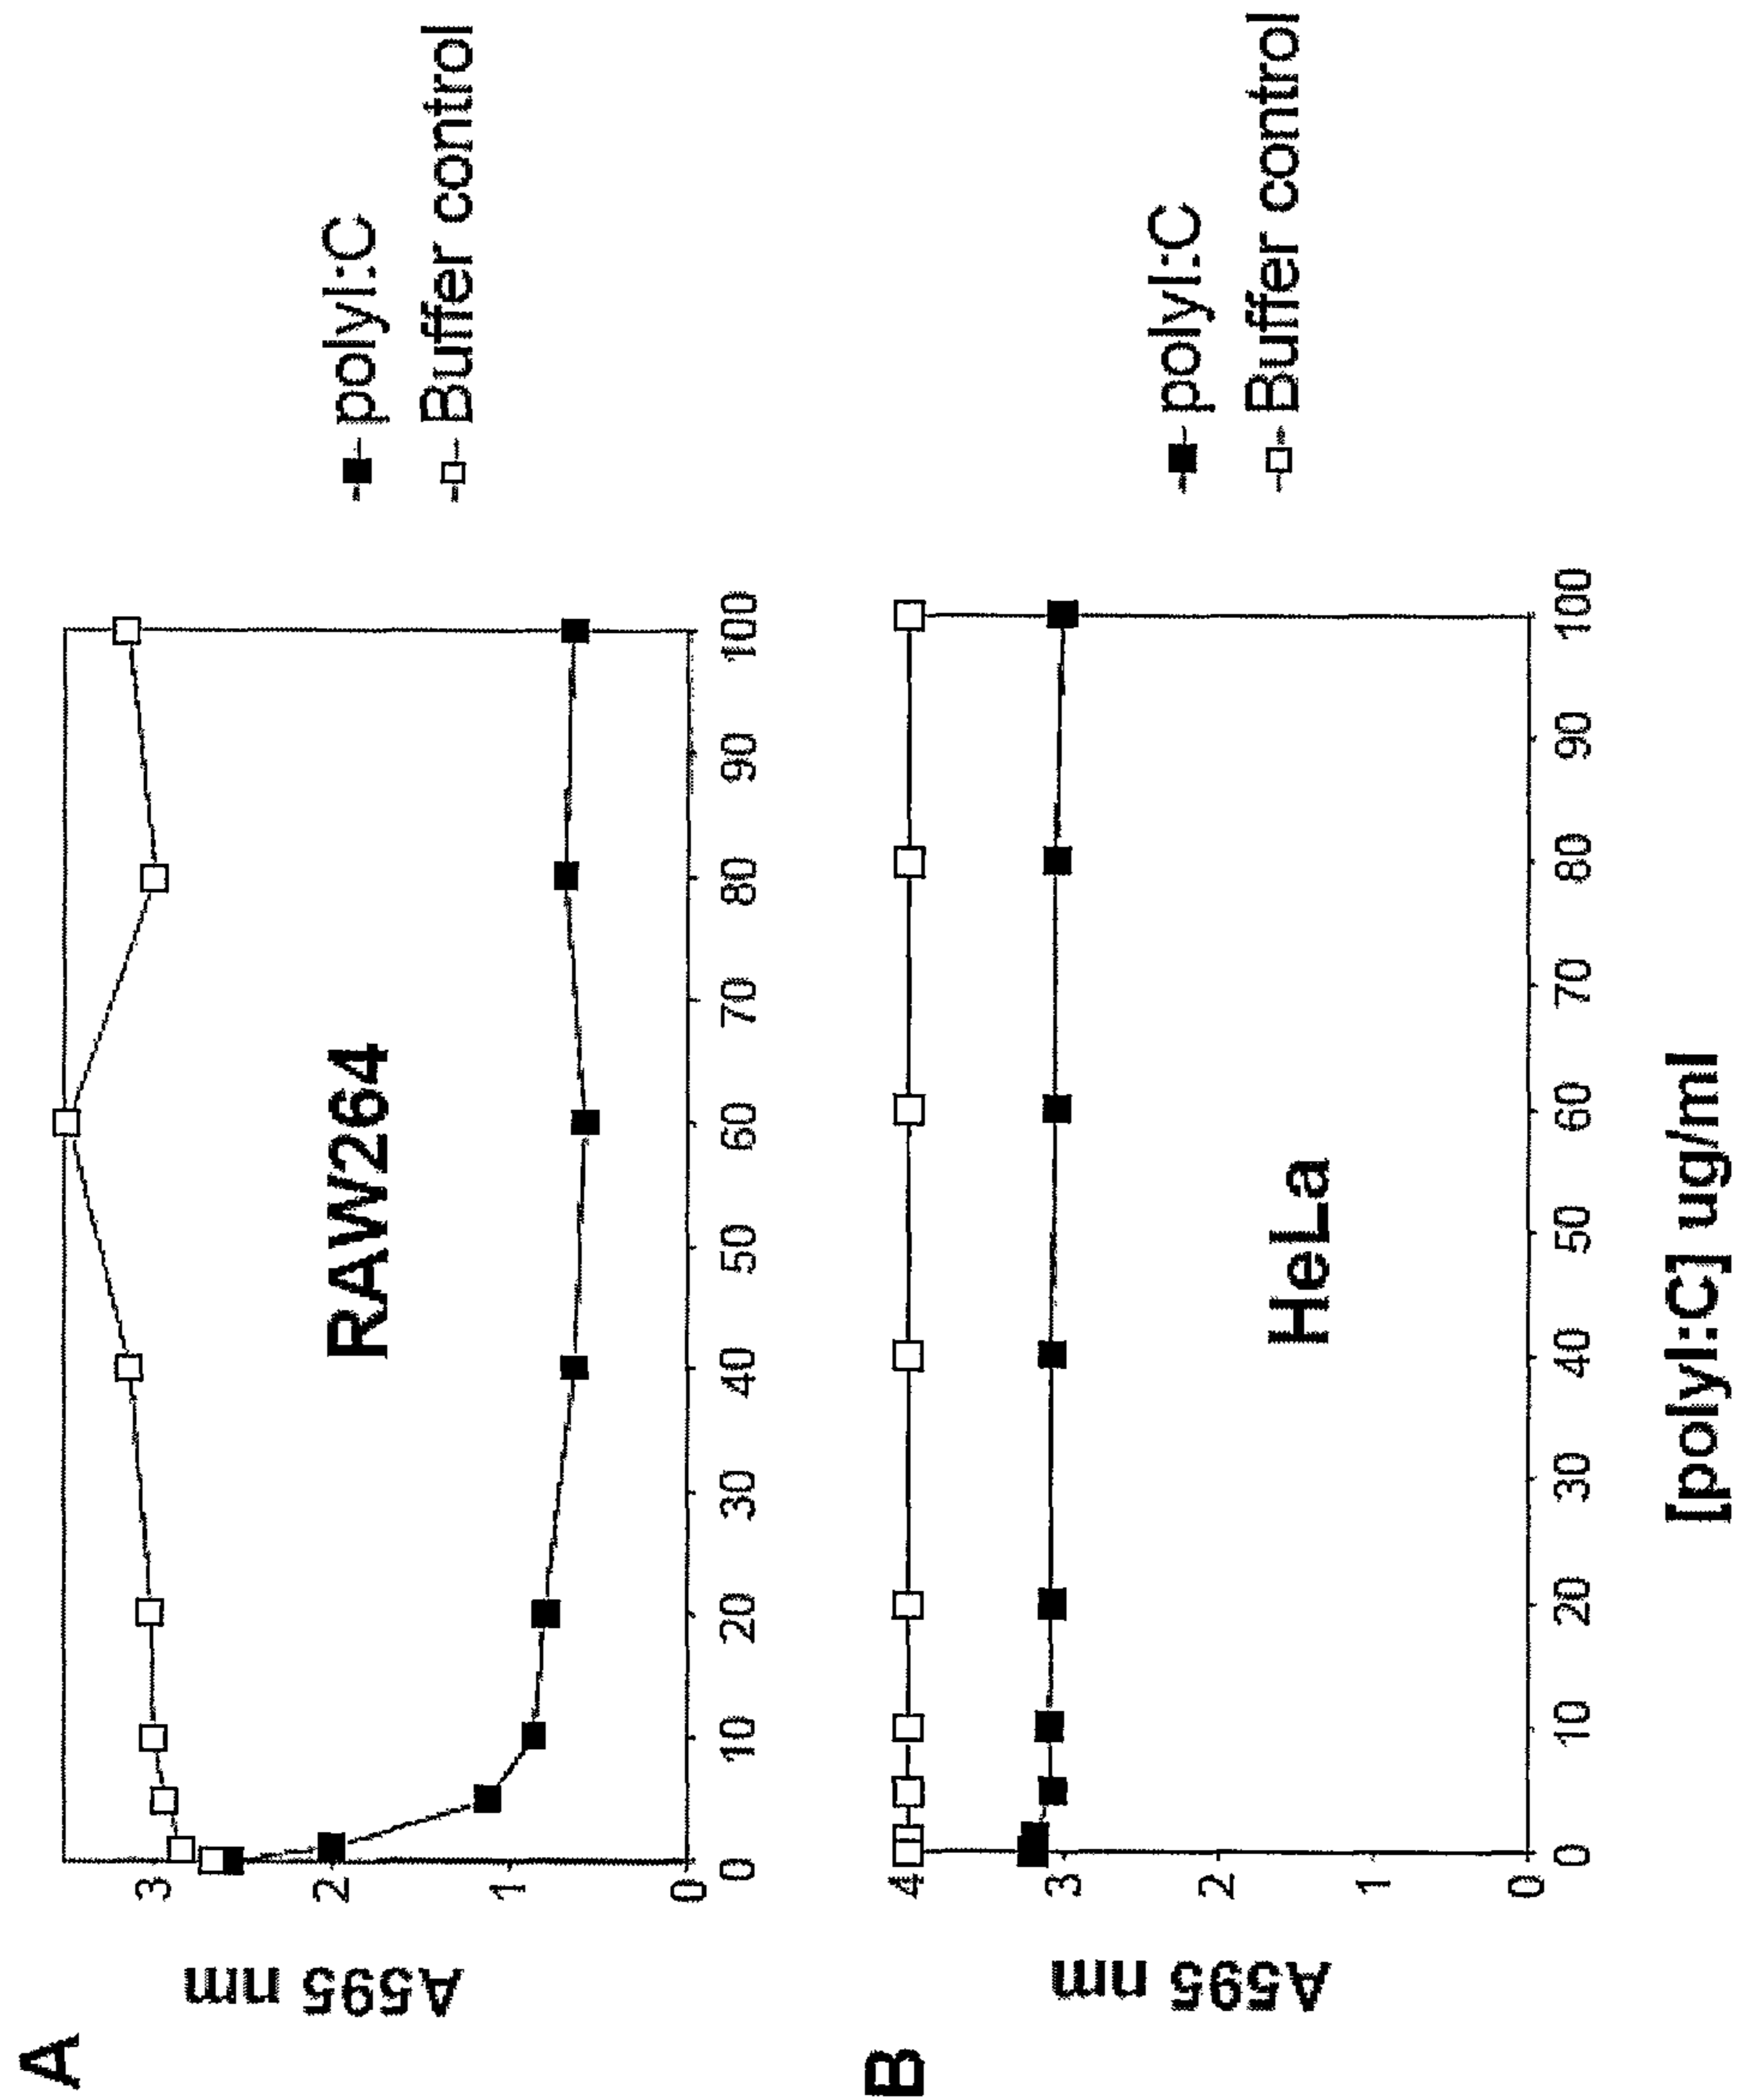 A
A595 nm
3
2
1
0
RAW264
0 10 20 30 40 50 60 70 80 90 100
polyI:C
Buffer control
B
A595 nm
4
3
2
1
0
HeLa
0 10 20 30 40 50 60 70 80 90 100
[polyI:C] ug/ml
polyI:C
Buffer control